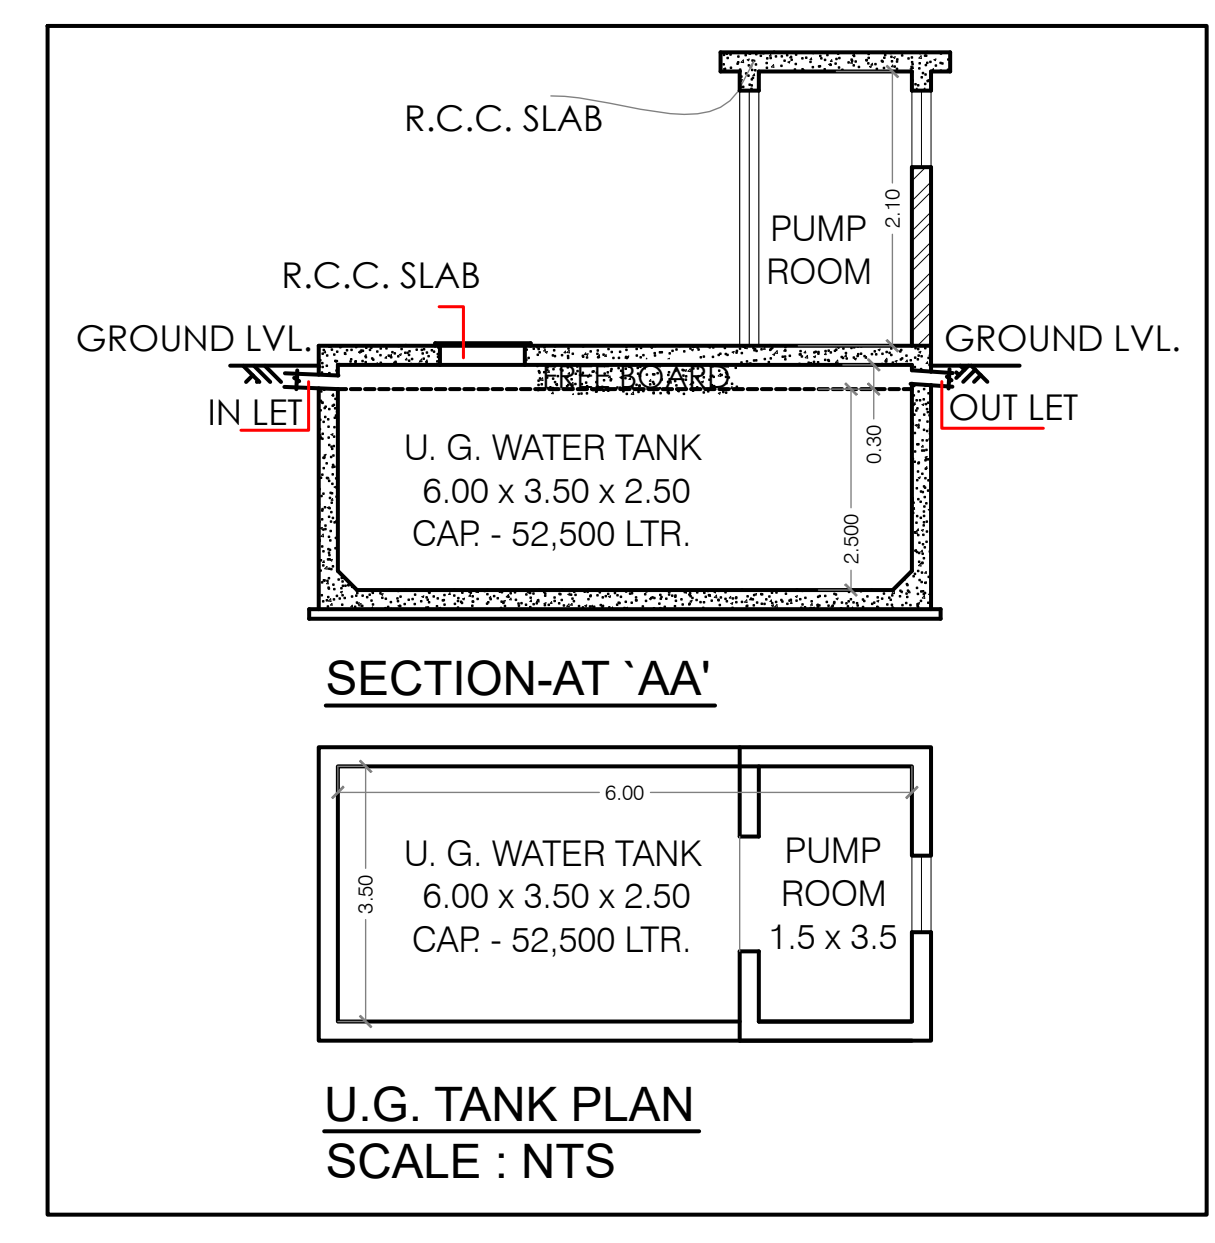 R.C.C. SLAB
2.10
PUMP
ROOM
R.C.C. SLAB
GROUND LVL.
GROUND LVL.
FREE BOARD
IN LET
OUT LET
0.30
U. G. WATER TANK
6.00 x 3.50 x 2.50
CAP. - 52,500 LTR.
2.500
SECTION-AT `AA'
6.00
3.50
U. G. WATER TANK
6.00 x 3.50 x 2.50
CAP. - 52,500 LTR.
PUMP
ROOM
1.5 x 3.5
U.G. TANK PLAN
SCALE : NTS